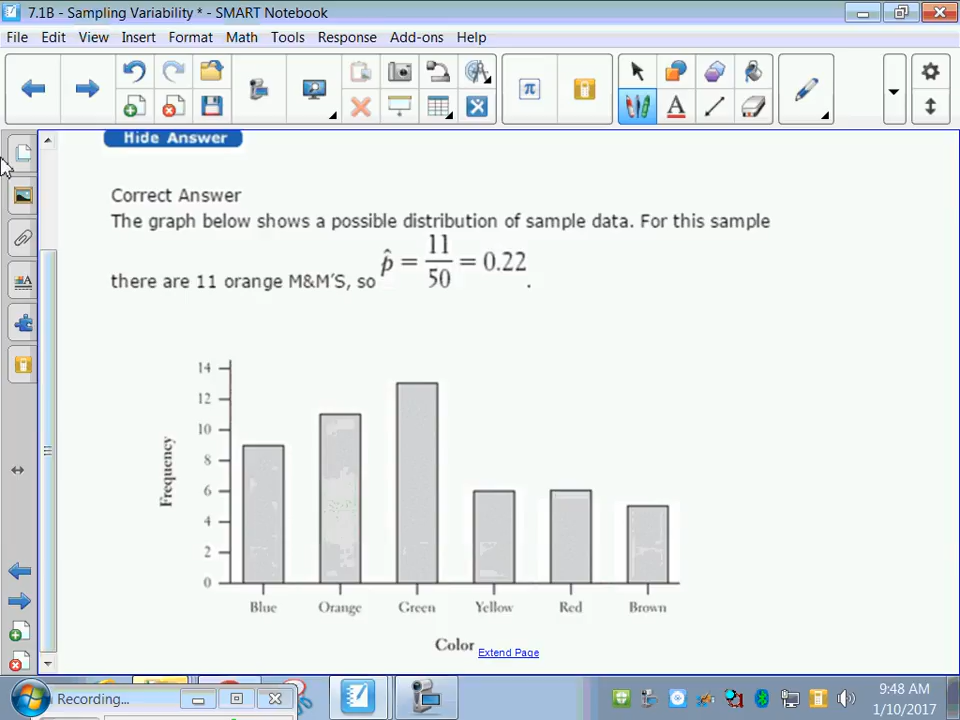 7.1B - Sampling Variability * - SMART Notebook
File Edit View Insert Format Math Tools Response Add-ons Help
Hide Answer
Correct Answer
The graph below shows a possible distribution of sample data. For this sample
there are 11 orange M&M'S, so p̂ = 11/50 = 0.22.
14
12
10
8
6
4
2
0
Frequency
Blue Orange Green Yellow Red Brown
Color
Extend Page
Recording...
9:48 AM
1/10/2017